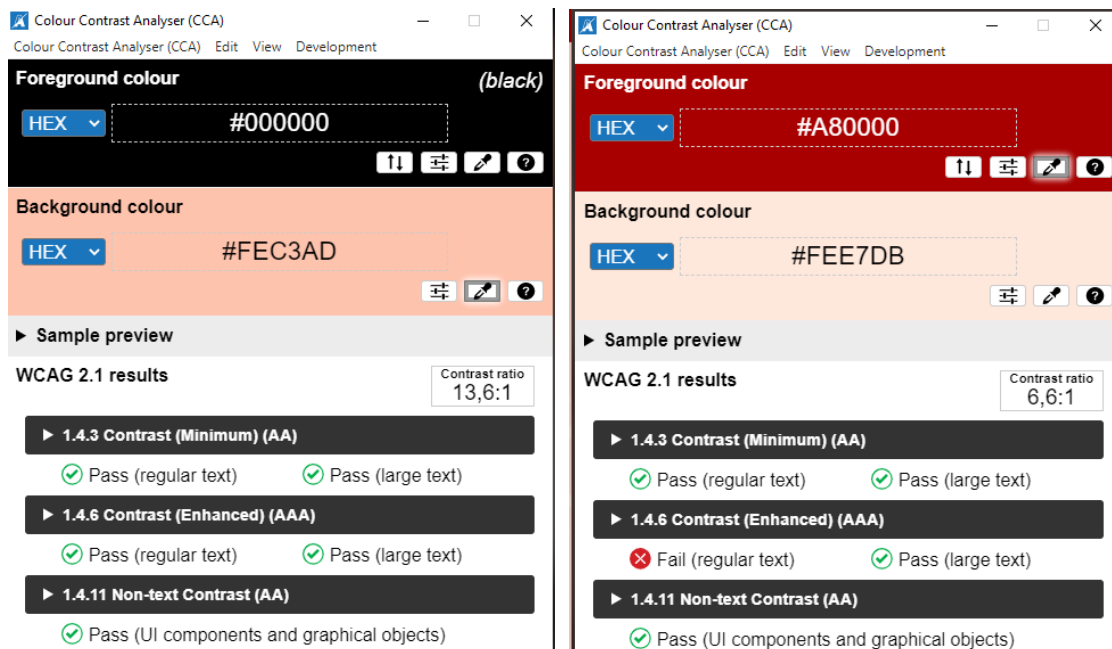 Colour Contrast Analyser (CCA)
Colour Contrast Analyser (CCA) Edit View Development
Foreground colour (black)
HEX #000000
Background colour
HEX #FEC3AD
Sample preview
WCAG 2.1 results
Contrast ratio
13,6:1
1.4.3 Contrast (Minimum) (AA)
Pass (regular text) Pass (large text)
1.4.6 Contrast (Enhanced) (AAA)
Pass (regular text) Pass (large text)
1.4.11 Non-text Contrast (AA)
Pass (UI components and graphical objects)
Colour Contrast Analyser (CCA)
Colour Contrast Analyser (CCA) Edit View Development
Foreground colour
HEX #A80000
Background colour
HEX #FEE7DB
Sample preview
WCAG 2.1 results
Contrast ratio
6,6:1
1.4.3 Contrast (Minimum) (AA)
Pass (regular text) Pass (large text)
1.4.6 Contrast (Enhanced) (AAA)
Fail (regular text) Pass (large text)
1.4.11 Non-text Contrast (AA)
Pass (UI components and graphical objects)